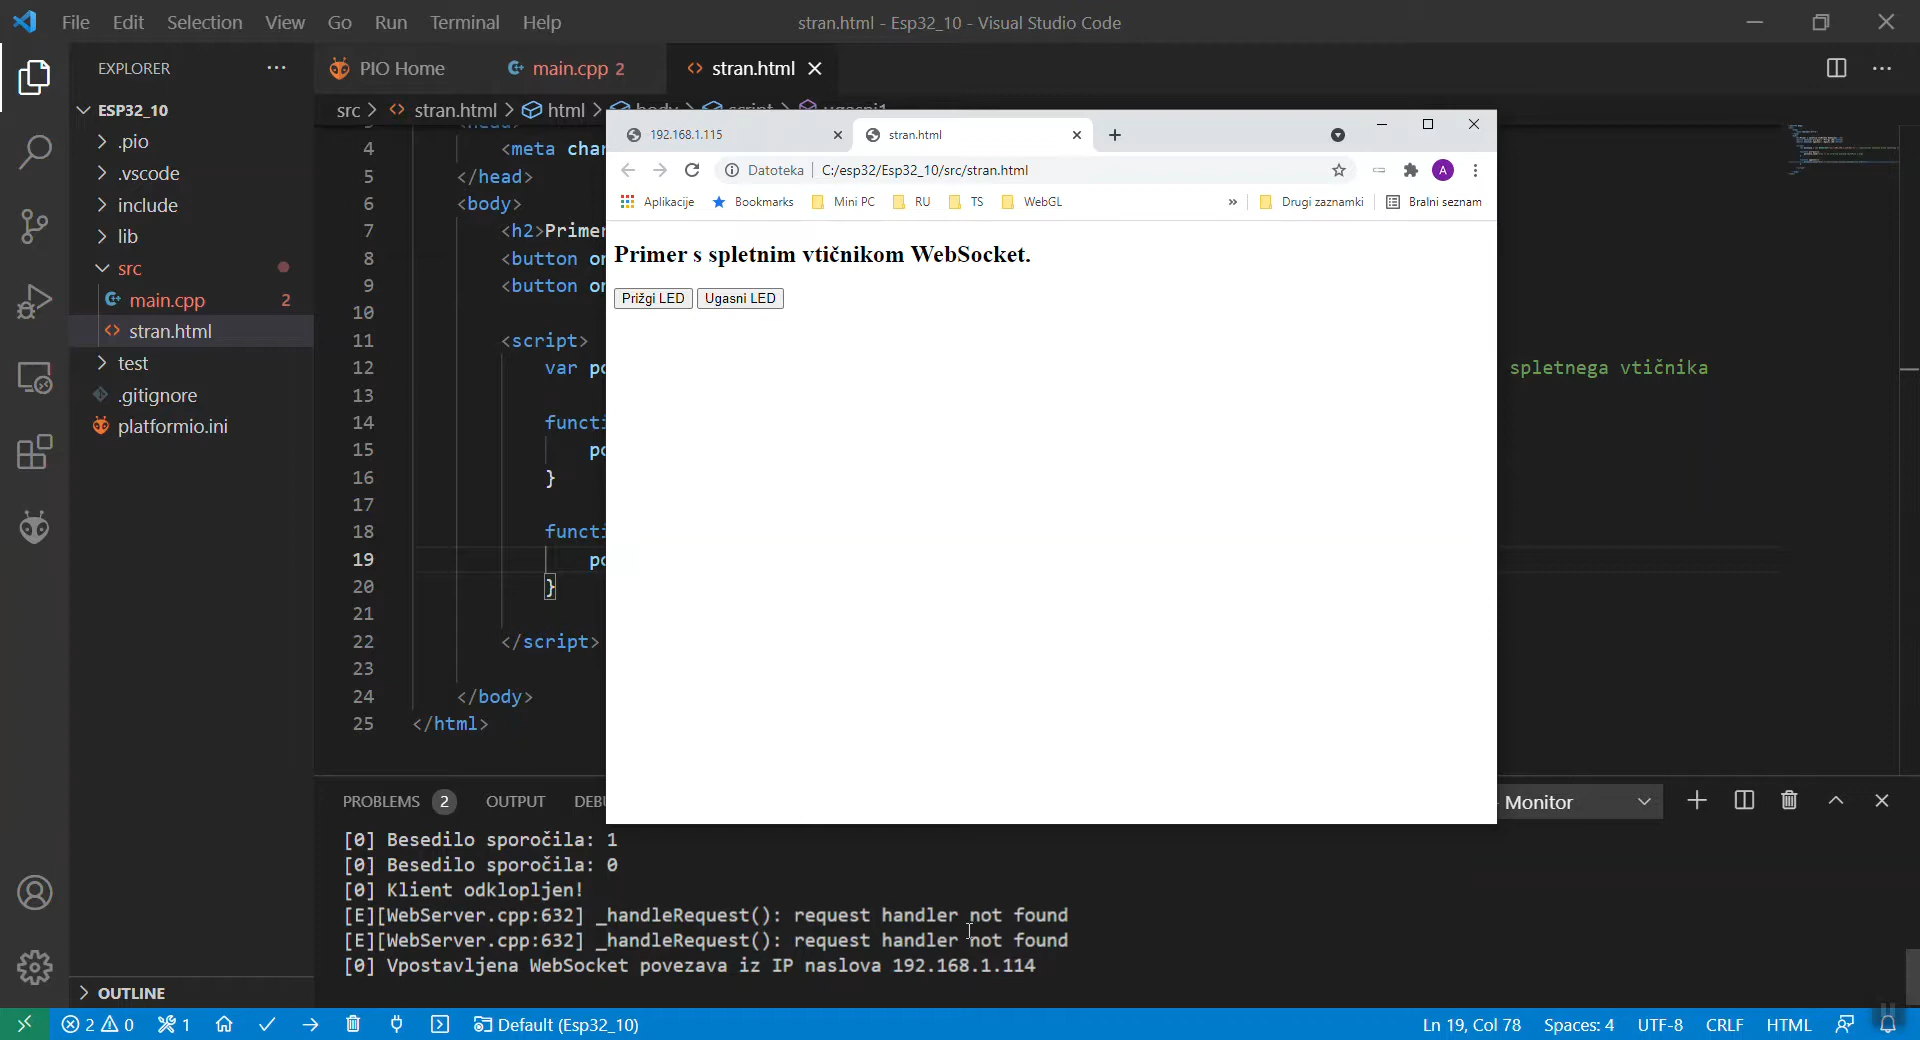 File Edit Selection View Go Run Terminal Help
stran.html - Esp32_10 - Visual Studio Code
EXPLORER
PIO Home
main.cpp 2
stran.html
ESP32_10
.pio
.vscode
include
lib
src
main.cpp 2
stran.html
test
.gitignore
platformio.ini
OUTLINE
src > stran.html > html >
4 <meta char
5 </head>
6 <body>
7 <h2>Primer
8 <button on
9 <button on
10
11 <script>
12 var po
spletnega vtičnika
13
14 functi
15 po
16 }
17
18 functi
19 po
20 }
21
22 </script>
23
24 </body>
25 </html>
192.168.1.115
stran.html
Datoteka | C:/esp32/Esp32_10/src/stran.html
A
Aplikacije Bookmarks Mini PC RU TS WebGL » Drugi zaznamki Bralni seznam
Primer s spletnim vtičnikom WebSocket.
Prižgi LED Ugasni LED
PROBLEMS 2 OUTPUT DEBU
Monitor
[0] Besedilo sporočila: 1
[0] Besedilo sporočila: 0
[0] Klient odklopljen!
[E][WebServer.cpp:632] _handleRequest(): request handler not found
[E][WebServer.cpp:632] _handleRequest(): request handler not found
[0] Vpostavljena WebSocket povezava iz IP naslova 192.168.1.114
2 0 1 Default (Esp32_10)
Ln 19, Col 78 Spaces: 4 UTF-8 CRLF HTML